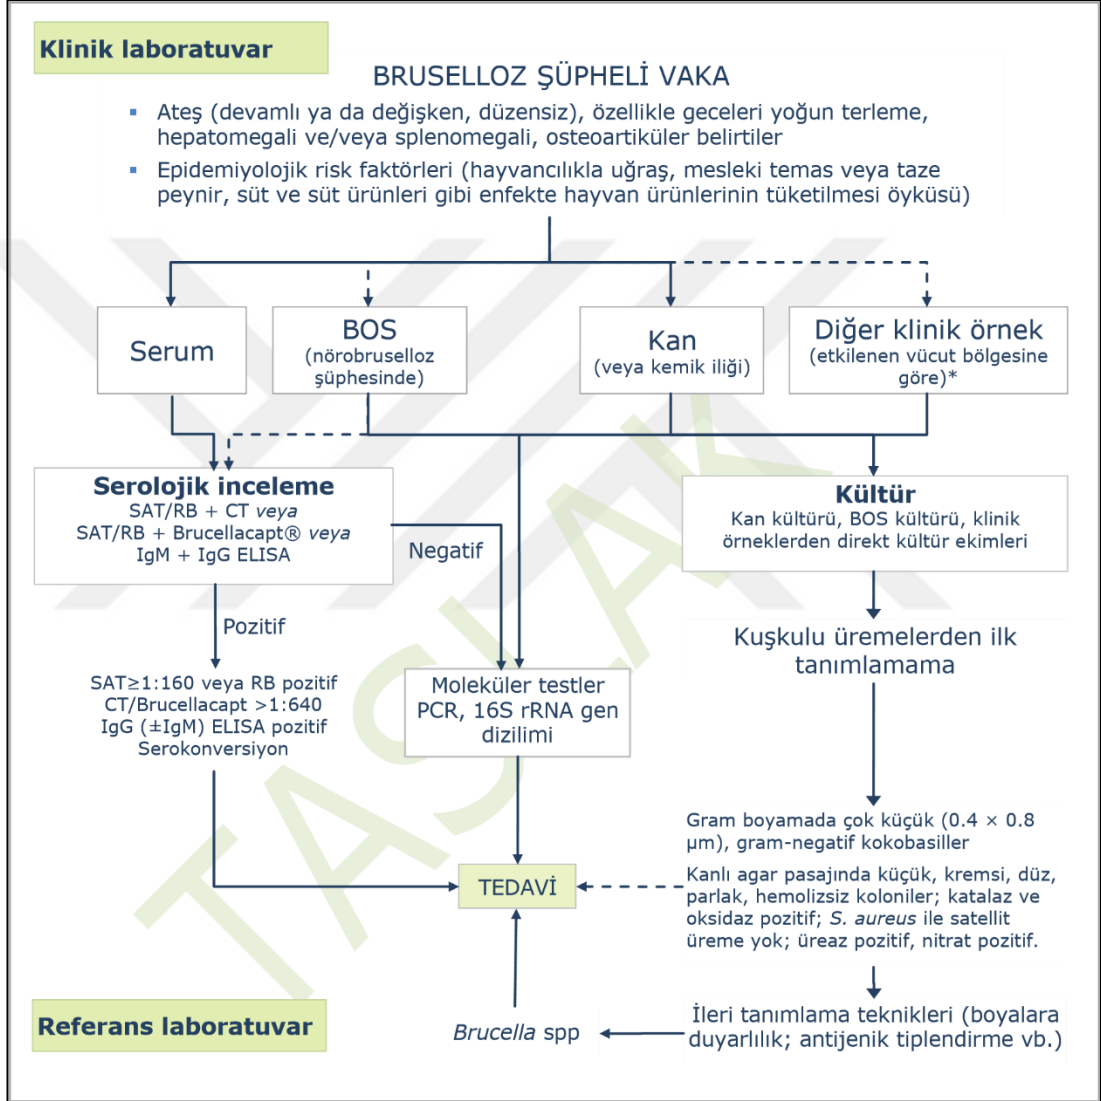 Klinik laboratuvar
BRUSELLOZ ŞÜPHELİ VAKA
▪ Ateş (devamlı ya da değişken, düzensiz), özellikle geceleri yoğun terleme,
hepatomegali ve/veya splenomegali, osteoartiküler belirtiler
▪ Epidemiyolojik risk faktörleri (hayvancılıkla uğraş, mesleki temas veya taze
peynir, süt ve süt ürünleri gibi enfekte hayvan ürünlerinin tüketilmesi öyküsü)
Serum
BOS
(nörobruselloz
şüphesinde)
Kan
(veya kemik iliği)
Diğer klinik örnek
(etkilenen vücut bölgesine
göre)*
Serolojik inceleme
SAT/RB + CT veya
SAT/RB + Brucellacapt® veya
IgM + IgG ELISA
Negatif
Kültür
Kan kültürü, BOS kültürü, klinik
örneklerden direkt kültür ekimleri
Pozitif
Kuşkulu üremelerden ilk
tanımlamama
SAT≥1:160 veya RB pozitif
CT/Brucellacapt >1:640
IgG (±IgM) ELISA pozitif
Serokonversiyon
Moleküler testler
PCR, 16S rRNA gen
dizilimi
Gram boyamada çok küçük (0.4 × 0.8
µm), gram-negatif kokobasiller
Kanlı agar pasajında küçük, kremsi, düz,
parlak, hemolizsiz koloniler; katalaz ve
oksidaz pozitif; S. aureus ile satellit
üreme yok; üreaz pozitif, nitrat pozitif.
TEDAVİ
Referans laboratuvar
Brucella spp
İleri tanımlama teknikleri (boyalara
duyarlılık; antijenik tiplendirme vb.)
TASLAK